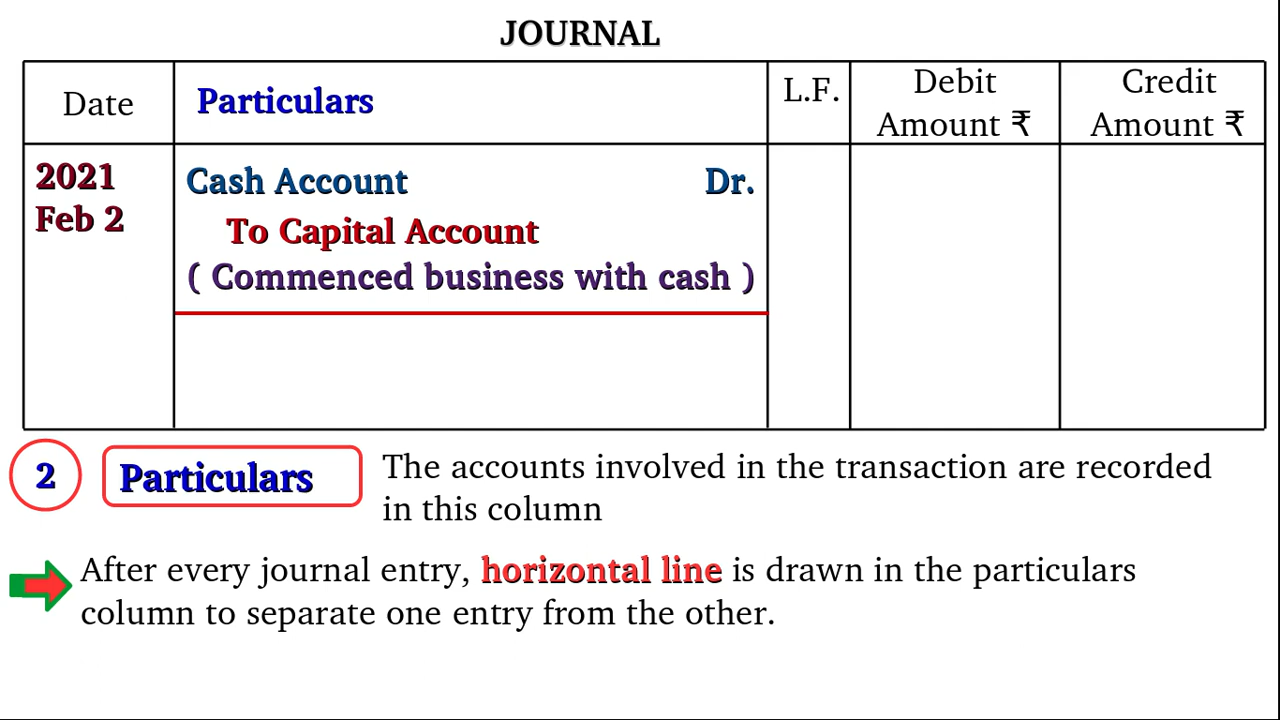 JOURNAL
Date Particulars L.F. Debit Amount ₹ Credit Amount ₹
2021
Feb 2
Cash Account Dr.
To Capital Account
( Commenced business with cash )
2 Particulars The accounts involved in the transaction are recorded
in this column
After every journal entry, horizontal line is drawn in the particulars
column to separate one entry from the other.